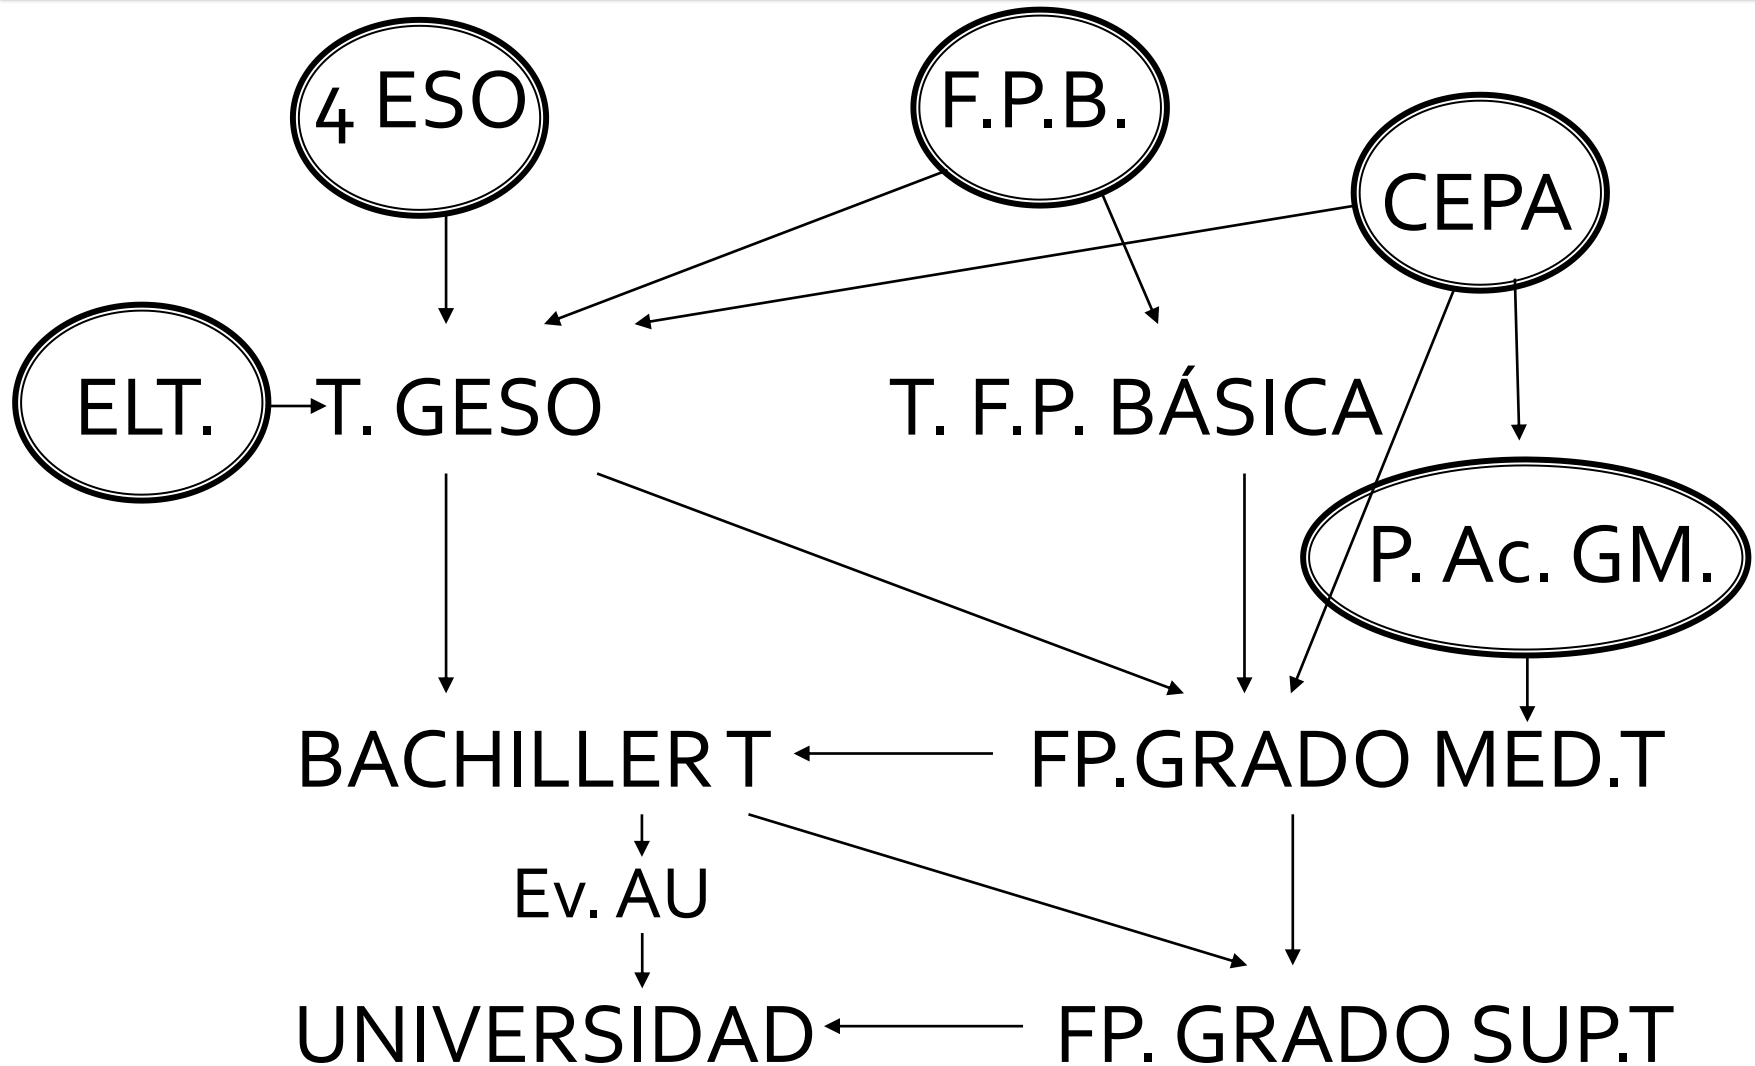 4 ESO
F.P.B.
CEPA
ELT.
T. GESO
T. F.P. BÁSICA
P. Ac. GM.
BACHILLER T
FP.GRADO MED.T
Ev. AU
UNIVERSIDAD
FP. GRADO SUP.T